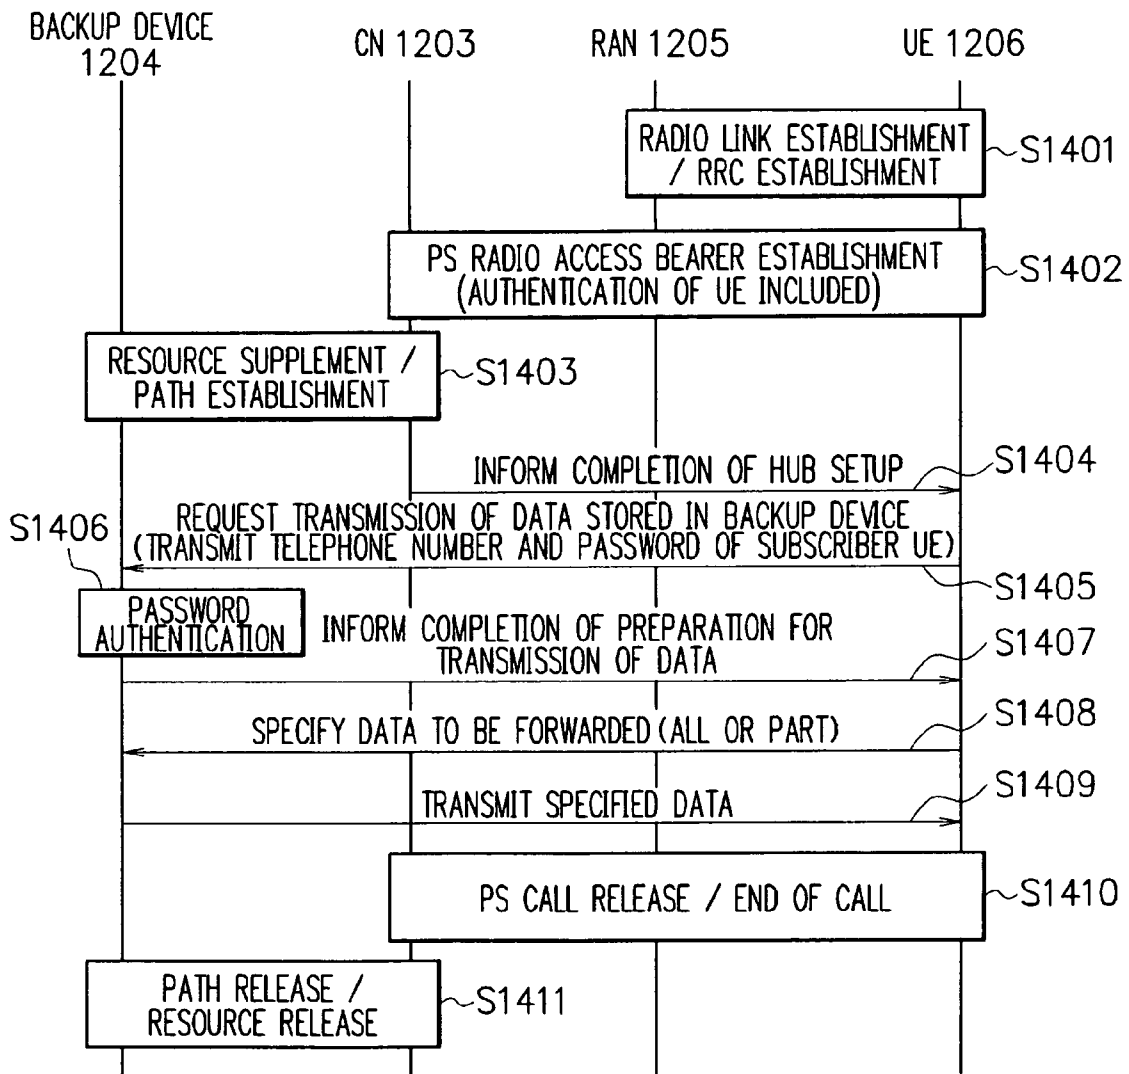 BACKUP DEVICE
1204
CN 1203
RAN 1205
UE 1206
RADIO LINK ESTABLISHMENT
/ RRC ESTABLISHMENT
S1401
PS RADIO ACCESS BEARER ESTABLISHMENT
(AUTHENTICATION OF UE INCLUDED)
S1402
RESOURCE SUPPLEMENT /
PATH ESTABLISHMENT
S1403
INFORM COMPLETION OF HUB SETUP
S1404
REQUEST TRANSMISSION OF DATA STORED IN BACKUP DEVICE
(TRANSMIT TELEPHONE NUMBER AND PASSWORD OF SUBSCRIBER UE)
S1405
S1406
PASSWORD
AUTHENTICATION
INFORM COMPLETION OF PREPARATION FOR
TRANSMISSION OF DATA
S1407
SPECIFY DATA TO BE FORWARDED (ALL OR PART)
S1408
TRANSMIT SPECIFIED DATA
S1409
PS CALL RELEASE / END OF CALL
S1410
PATH RELEASE /
RESOURCE RELEASE
S1411